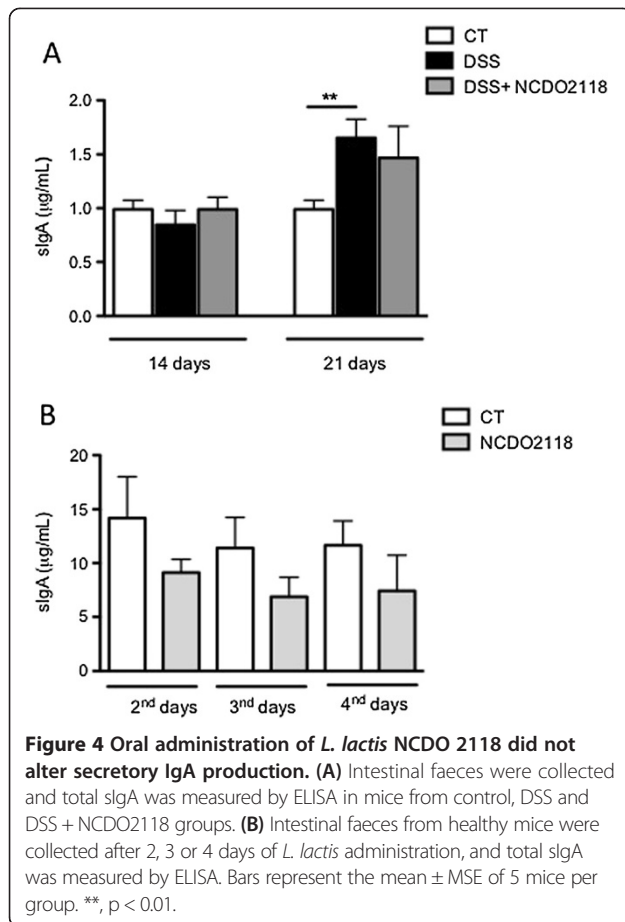 A
CT
DSS
DSS+ NCDO2118
**
2.0
1.5
1.0
0.5
0.0
sIgA (µg/mL)
14 days
21 days
B
CT
NCDO2118
20
15
10
5
0
sIgA (µg/mL)
2nd days
3nd days
4nd days
Figure 4 Oral administration of L. lactis NCDO 2118 did not
alter secretory IgA production. (A) Intestinal faeces were collected
and total sIgA was measured by ELISA in mice from control, DSS and
DSS + NCDO2118 groups. (B) Intestinal faeces from healthy mice were
collected after 2, 3 or 4 days of L. lactis administration, and total sIgA
was measured by ELISA. Bars represent the mean ± MSE of 5 mice per
group. **, p < 0.01.